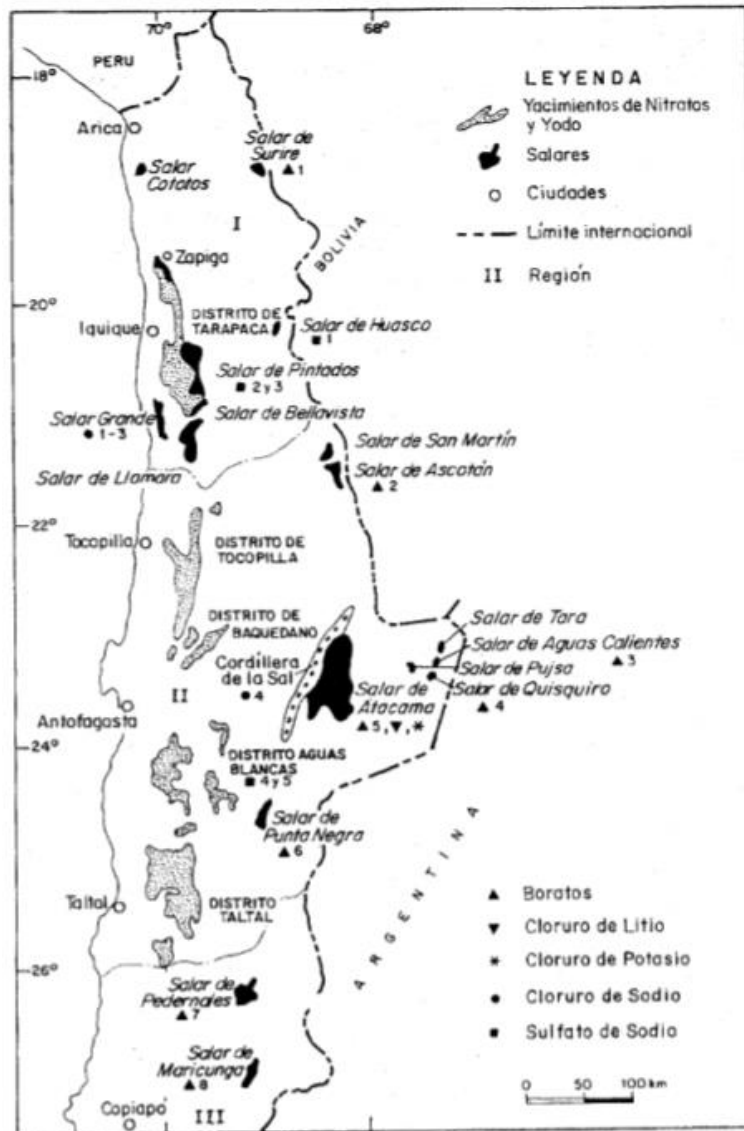 70°
68°
PERU
18°
Arica
Salar de
Surire
1
Salar
Cototos
I
BOLIVIA
Zapiga
20°
DISTRITO DE
TARAPACA
Iquique
Salar de Huasco
1
Salar de Pintados
2 y 3
Salar de Bellavista
Salar Grande
1-3
Salar de San Martín
Salar de Llamara
Salar de Ascotán
2
22°
Tocopilla
DISTRITO DE
TOCOPILLA
DISTRITO DE
BAQUEDANO
Salar de Tara
Salar de Aguas Calientes
3
Salar de Pujsa
Salar de Quisquiro
4
Cordillera
de la Sal
4
II
Salar de
Atacama
5, ,
Antofagasta
24°
DISTRITO AGUAS
BLANCAS
4 y 5
Salar de
Punta Negra
6
ARGENTINA
Taltal
DISTRITO
TALTAL
26°
Salar de
Pedernales
7
Salar de
Maricunga
8
Copiapó
III
LEYENDA
Yacimientos de Nitratos
y Yodo
Salares
Ciudades
Límite internacional
II Región
Boratos
Cloruro de Litio
Cloruro de Potasio
Cloruro de Sodio
Sulfato de Sodio
0 50 100 km